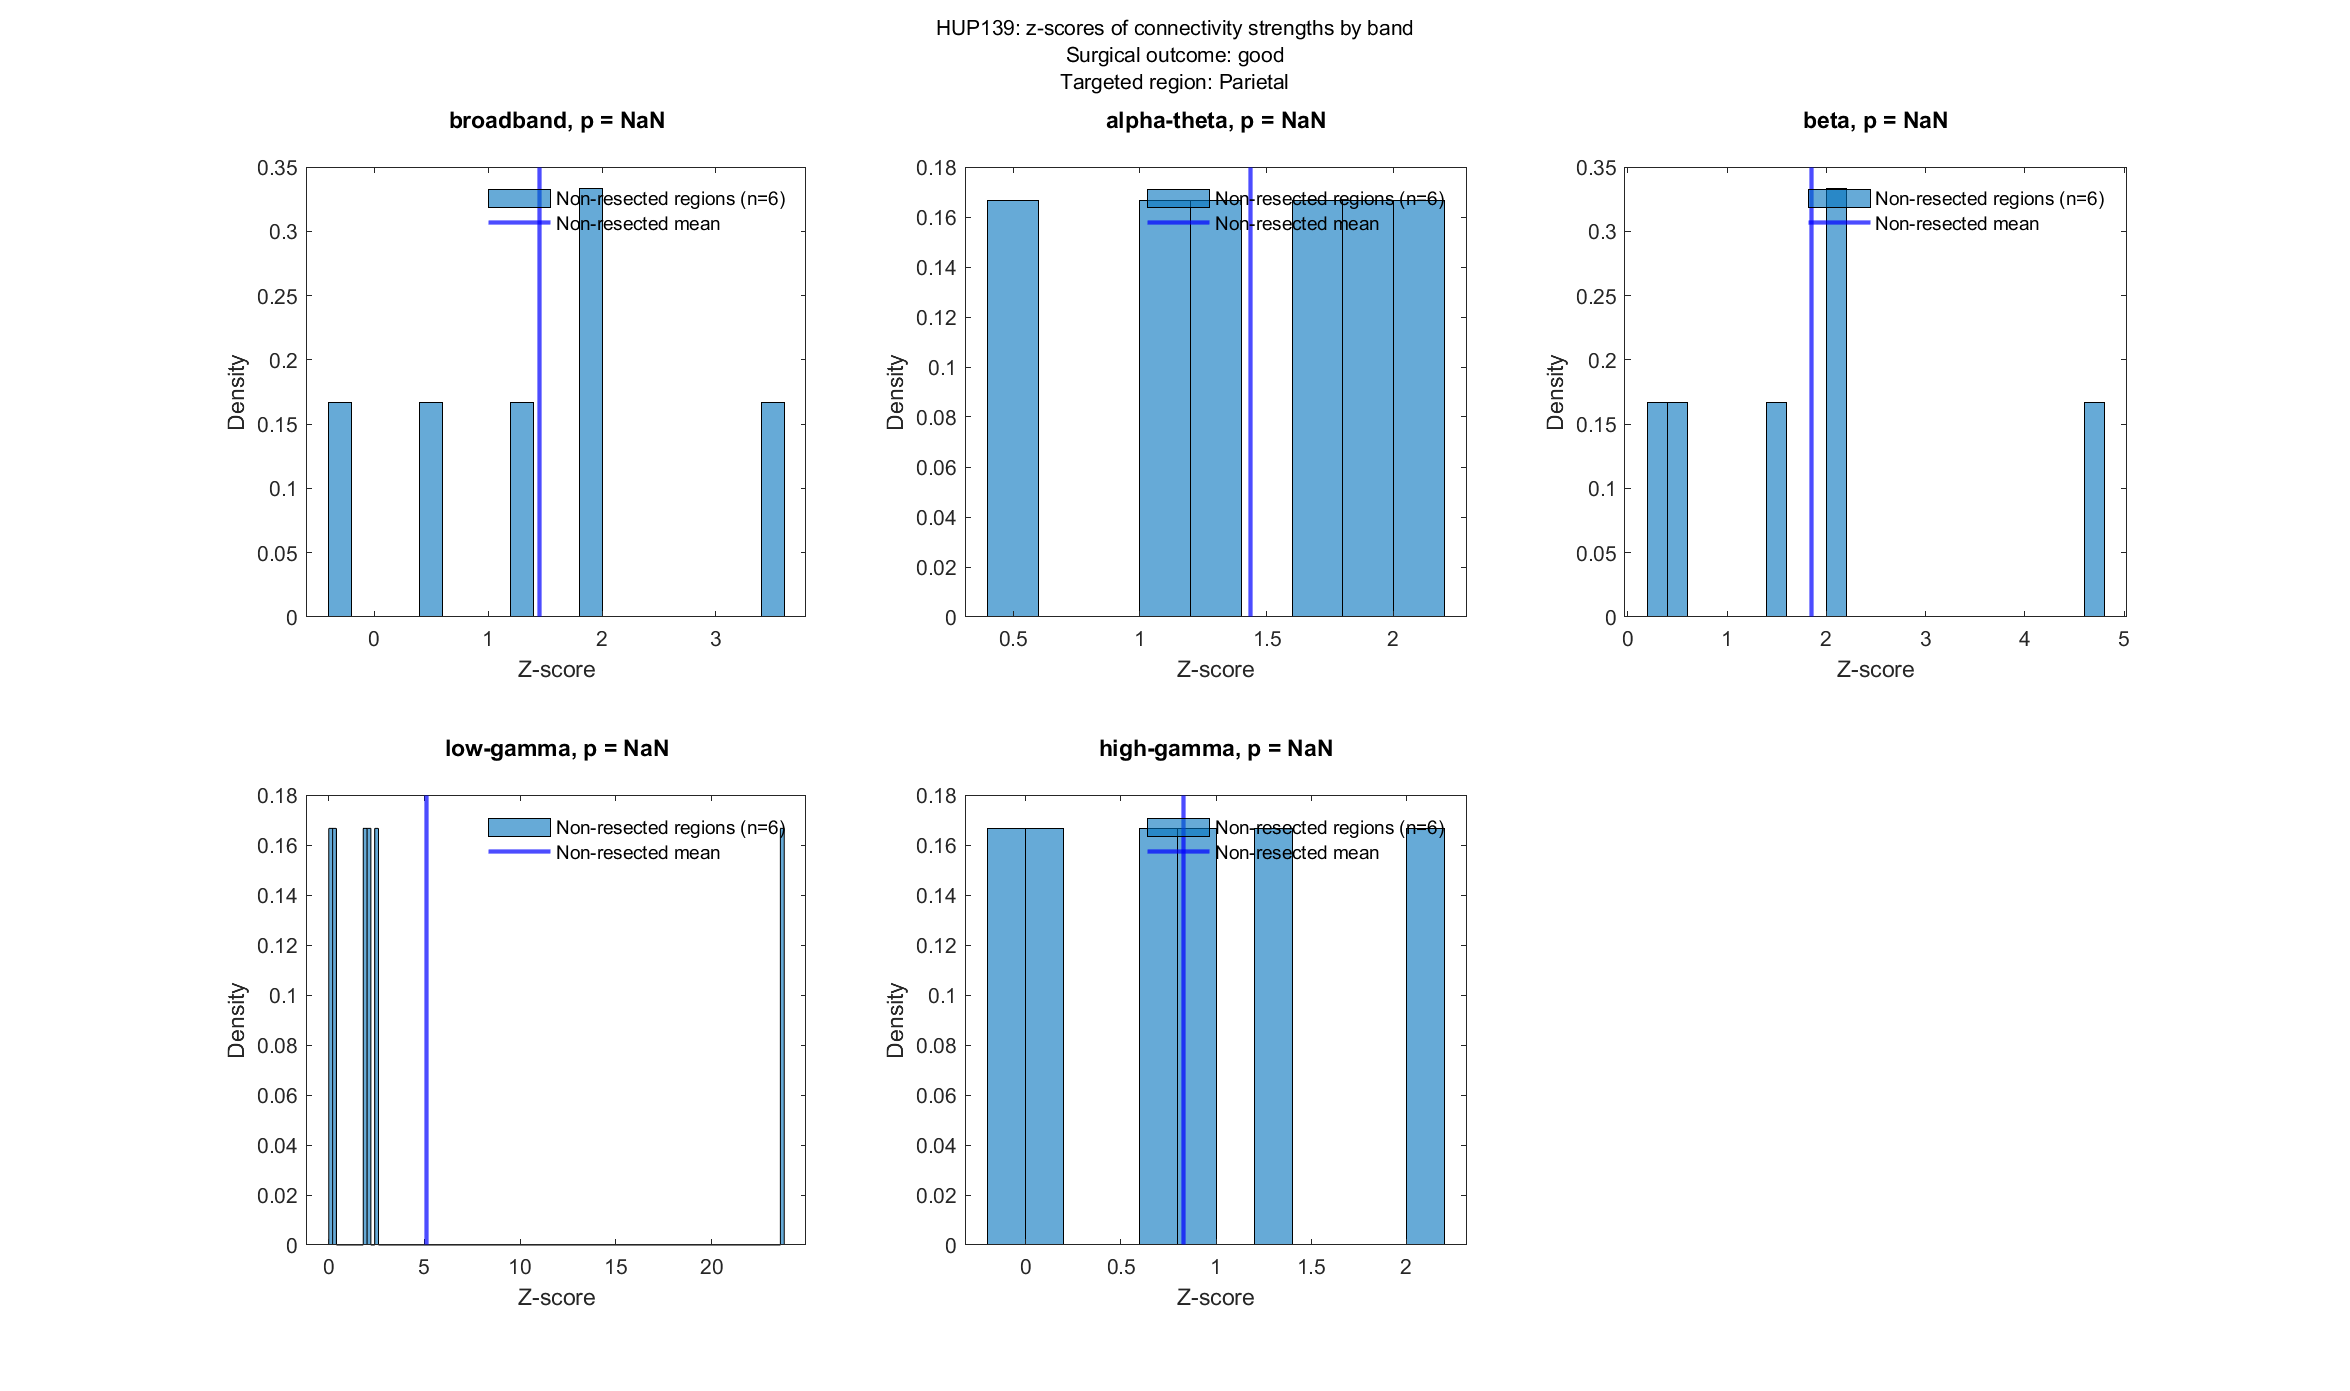 HUP139: z-scores of connectivity strengths by band
Surgical outcome: good
Targeted region: Parietal
broadband, p = NaN
0.35
0.3
0.25
0.2
0.15
0.1
0.05
0
Density
Non-resected regions (n=6)
Non-resected mean
0 1 2 3
Z-score
alpha-theta, p = NaN
0.18
0.16
0.14
0.12
0.1
0.08
0.06
0.04
0.02
0
Density
Non-resected regions (n=6)
Non-resected mean
0.5 1 1.5 2
Z-score
beta, p = NaN
0.35
0.3
0.25
0.2
0.15
0.1
0.05
0
Density
Non-resected regions (n=6)
Non-resected mean
0 1 2 3 4 5
Z-score
low-gamma, p = NaN
0.18
0.16
0.14
0.12
0.1
0.08
0.06
0.04
0.02
0
Density
Non-resected regions (n=6)
Non-resected mean
0 5 10 15 20
Z-score
high-gamma, p = NaN
0.18
0.16
0.14
0.12
0.1
0.08
0.06
0.04
0.02
0
Density
Non-resected regions (n=6)
Non-resected mean
0 0.5 1 1.5 2
Z-score